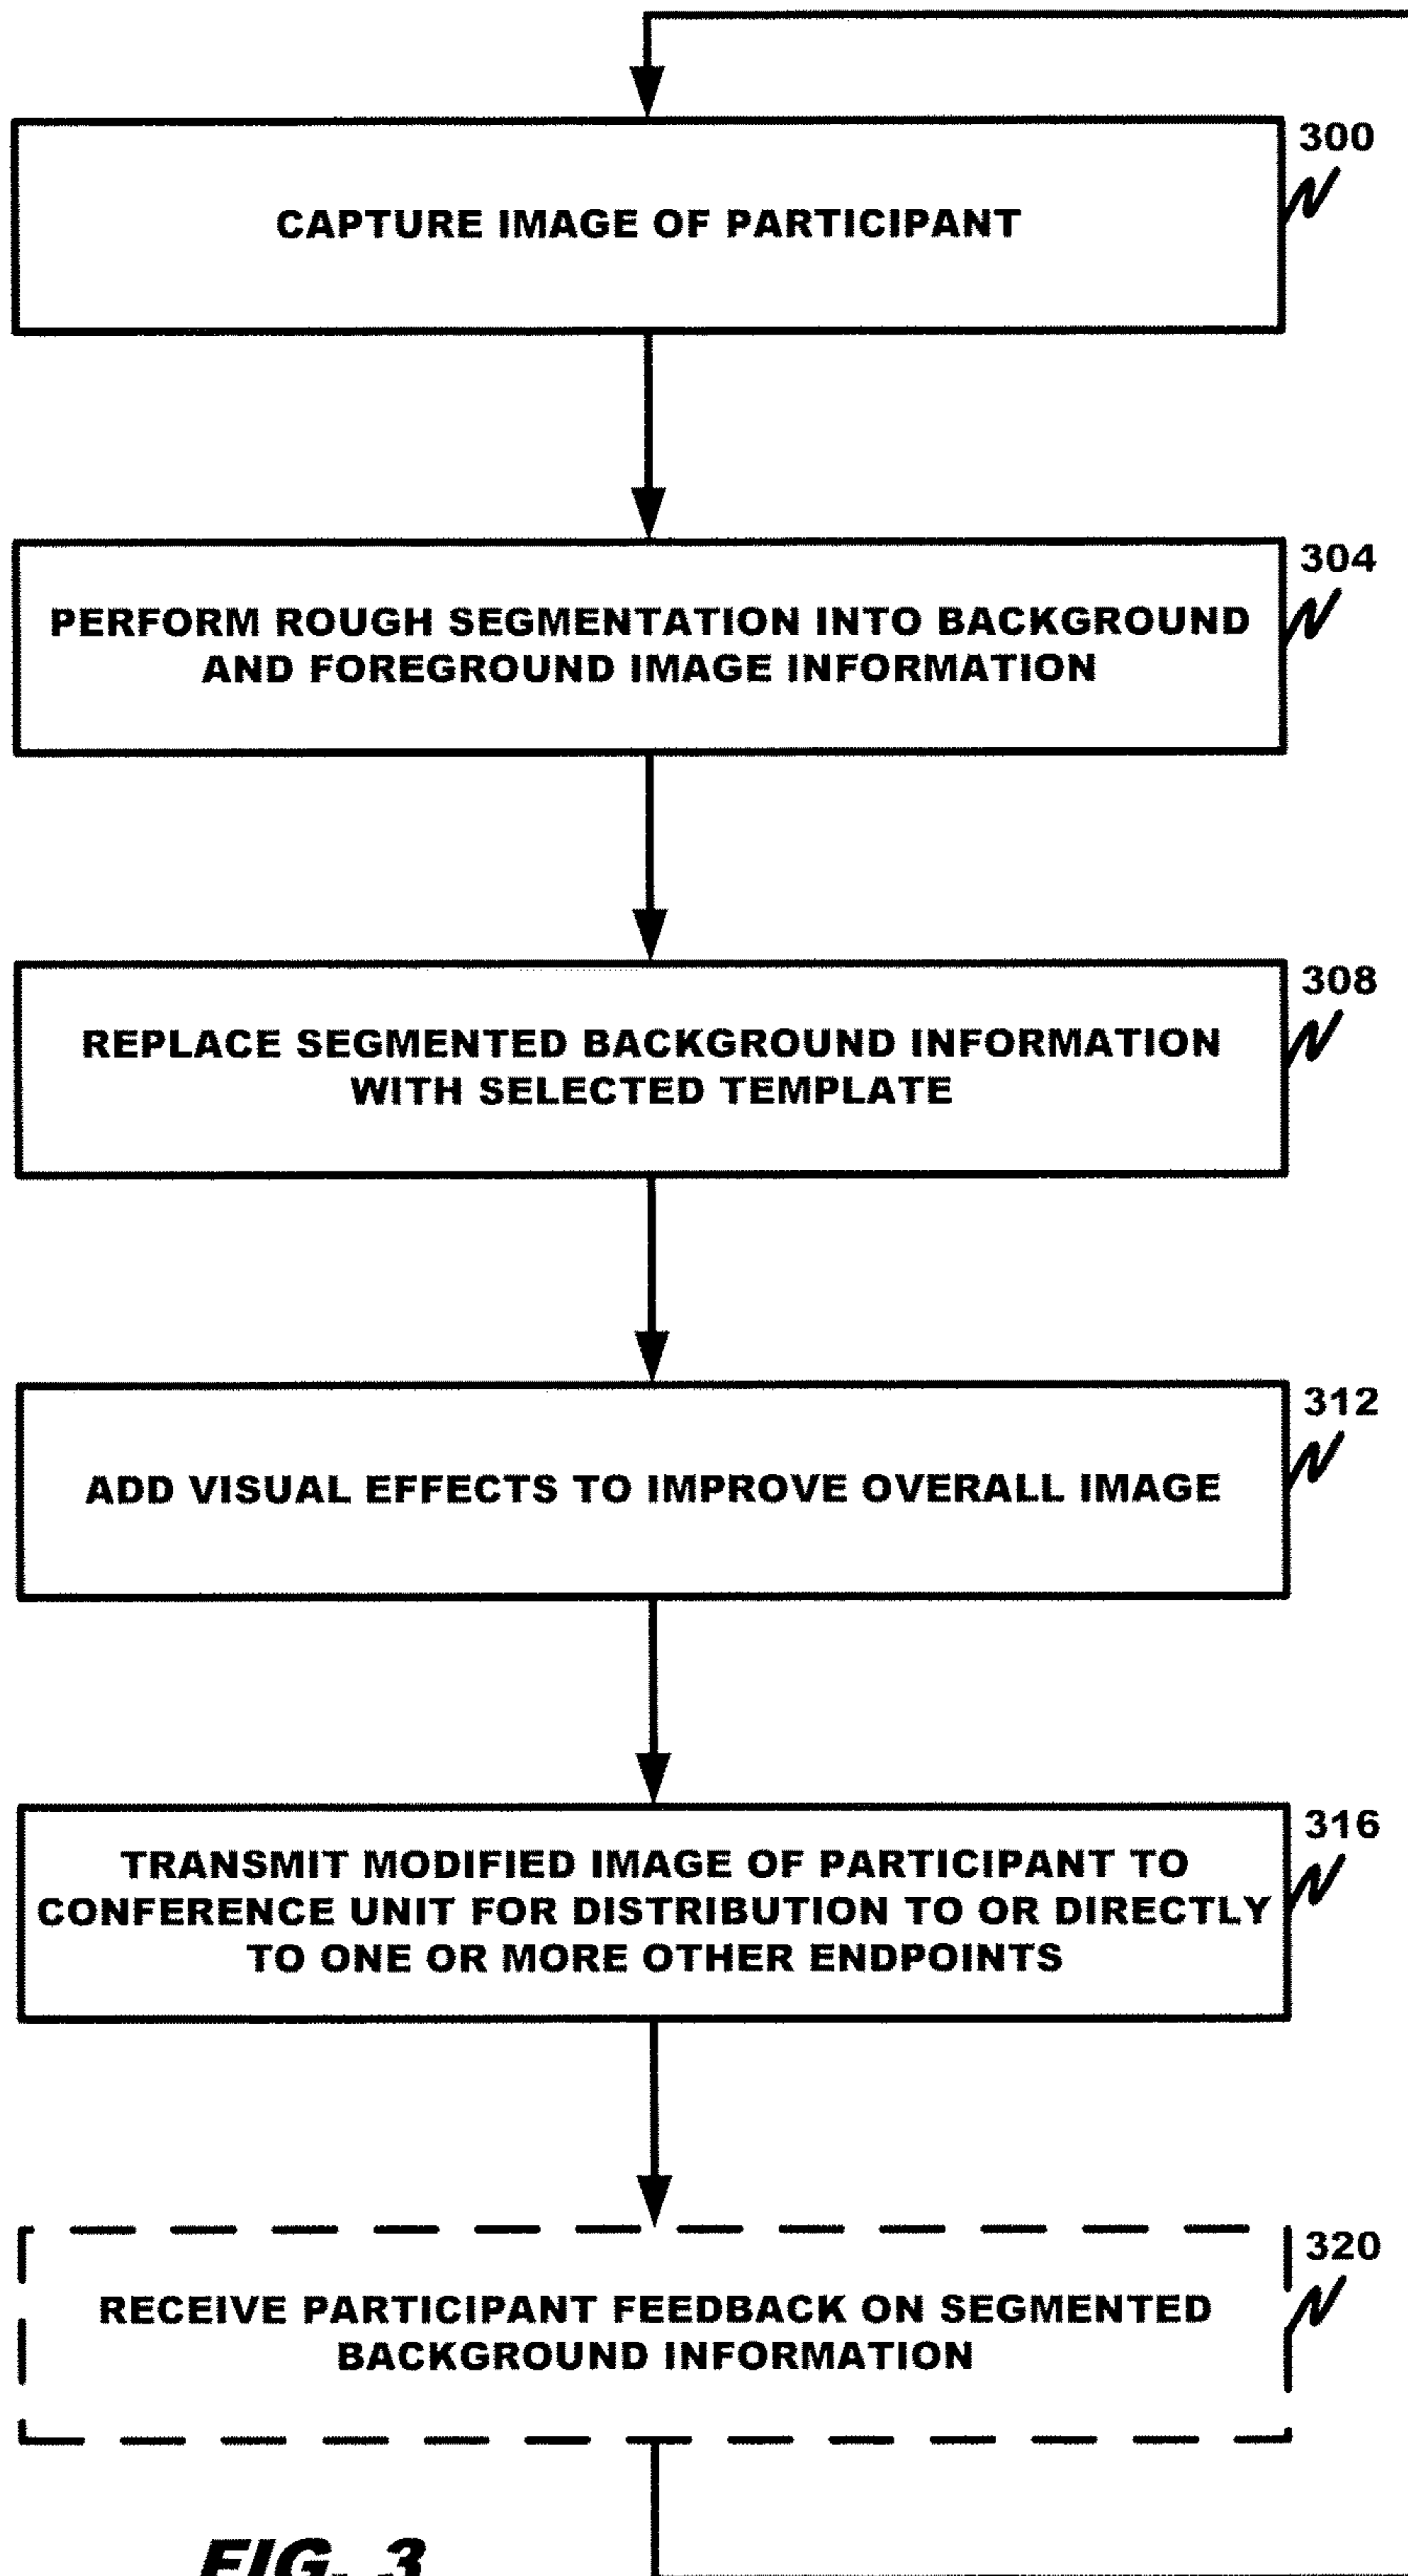 300
CAPTURE IMAGE OF PARTICIPANT
304
PERFORM ROUGH SEGMENTATION INTO BACKGROUND
AND FOREGROUND IMAGE INFORMATION
308
REPLACE SEGMENTED BACKGROUND INFORMATION
WITH SELECTED TEMPLATE
312
ADD VISUAL EFFECTS TO IMPROVE OVERALL IMAGE
316
TRANSMIT MODIFIED IMAGE OF PARTICIPANT TO
CONFERENCE UNIT FOR DISTRIBUTION TO OR DIRECTLY
TO ONE OR MORE OTHER ENDPOINTS
320
RECEIVE PARTICIPANT FEEDBACK ON SEGMENTED
BACKGROUND INFORMATION
FIG. 3